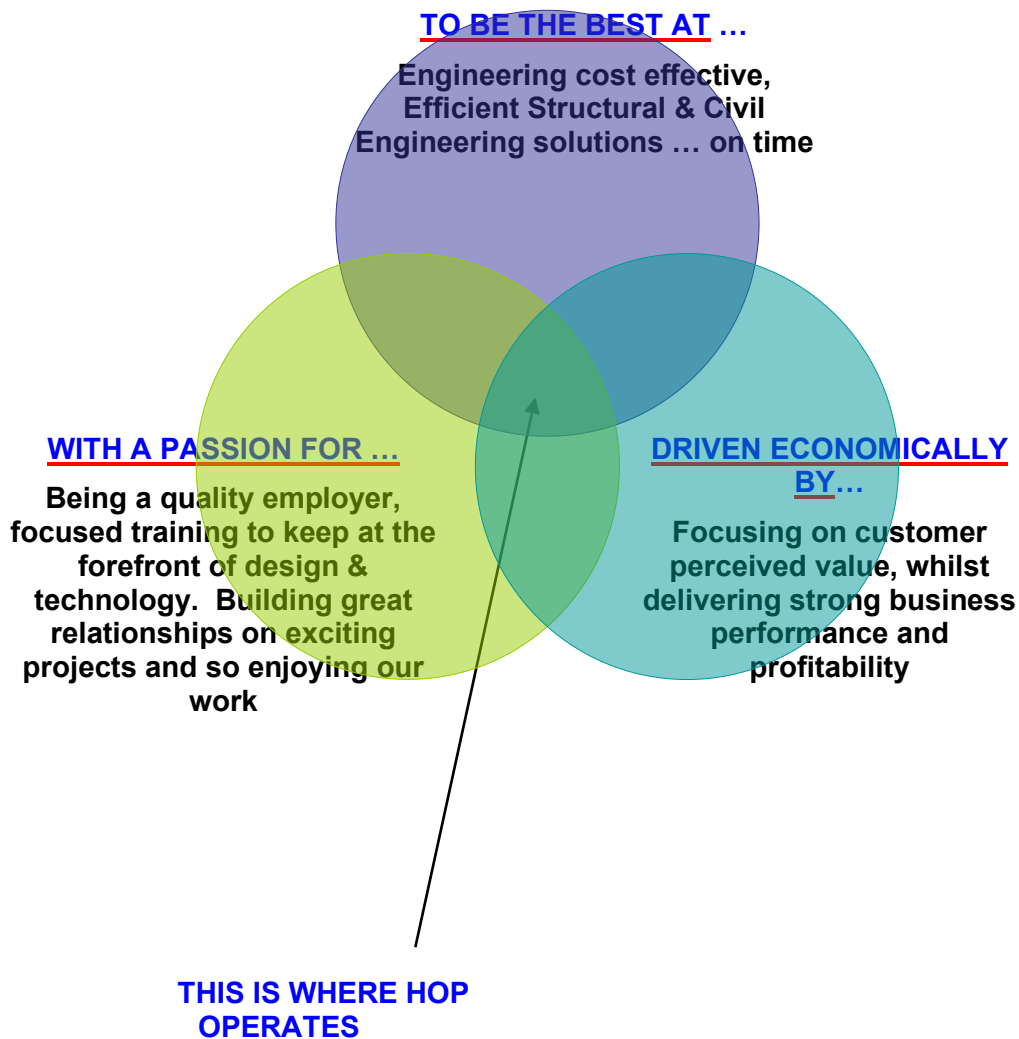 TO BE THE BEST AT …
Engineering cost effective,
Efficient Structural & Civil
Engineering solutions … on time
WITH A PASSION FOR …
Being a quality employer,
focused training to keep at the
forefront of design &
technology.  Building great
relationships on exciting
projects and so enjoying our
work
DRIVEN ECONOMICALLY
BY…
Focusing on customer
perceived value, whilst
delivering strong business
performance and
profitability
THIS IS WHERE HOP
OPERATES